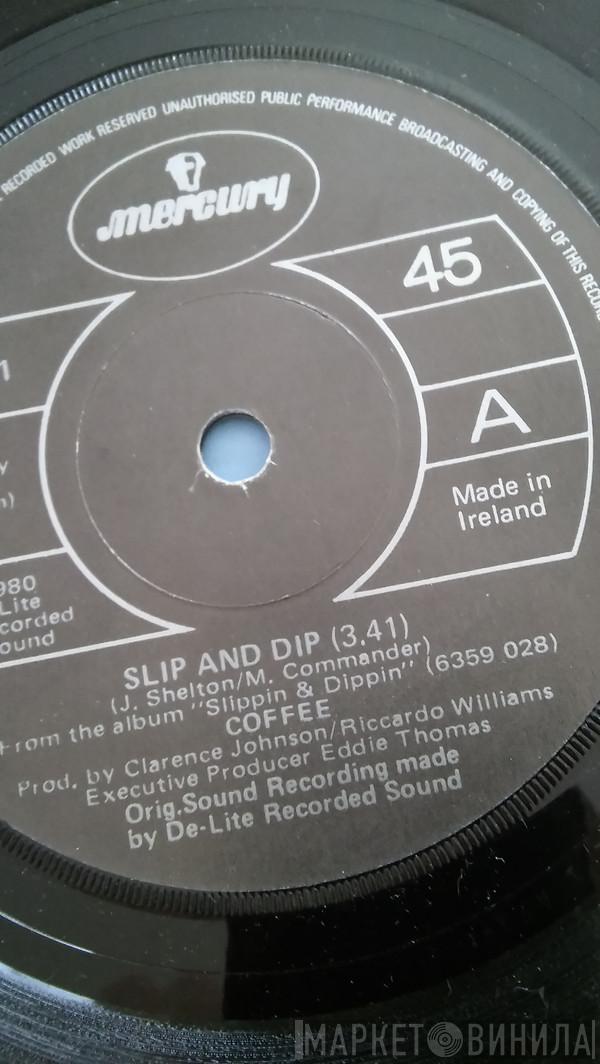 RECORDED WORK RESERVED UNAUTHORISED PUBLIC PERFORMANCE BROADCASTING AND COPYING OF THIS RECORD
mercury
45
A
Made in
Ireland
1
y
n)
980
Lite
corded
ound
SLIP AND DIP (3.41)
(J. Shelton/M. Commander)
From the album "Slippin & Dippin" (6359 028)
COFFEE
Prod. by Clarence Johnson/Riccardo Williams
Executive Producer Eddie Thomas
Orig.Sound Recording made
by De-Lite Recorded Sound
МАРКЕТ ВИНИЛА